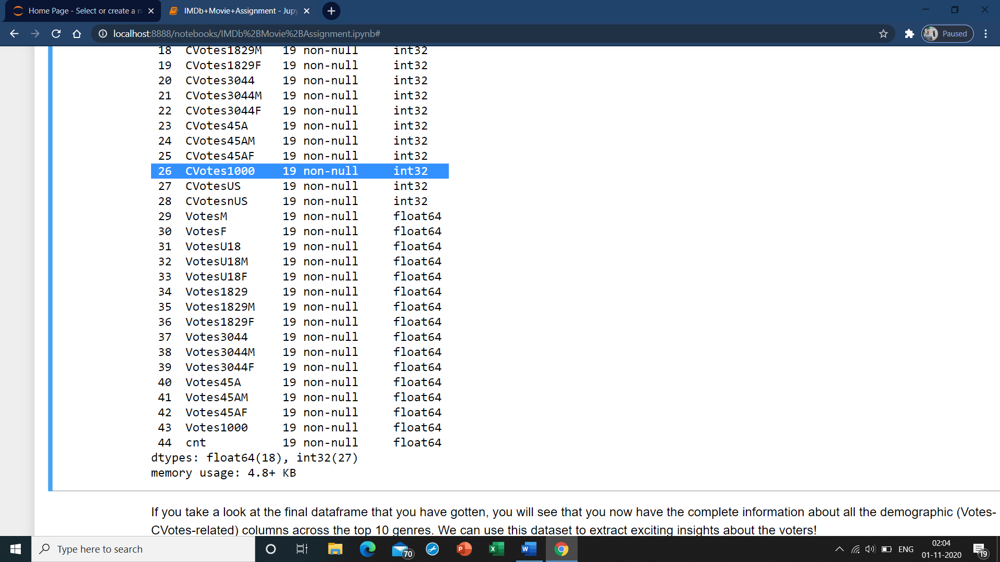 Home Page - Select or create a n
IMDb+Movie+Assignment - Jupy
localhost:8888/notebooks/IMDb%2BMovie%2BAssignment.ipynb#
Paused
18 CVotes1829M 19 non-null int32
19 CVotes1829F 19 non-null int32
20 CVotes3044 19 non-null int32
21 CVotes3044M 19 non-null int32
22 CVotes3044F 19 non-null int32
23 CVotes45A 19 non-null int32
24 CVotes45AM 19 non-null int32
25 CVotes45AF 19 non-null int32
26 CVotes1000 19 non-null int32
27 CVotesUS 19 non-null int32
28 CVotesnUS 19 non-null int32
29 VotesM 19 non-null float64
30 VotesF 19 non-null float64
31 VotesU18 19 non-null float64
32 VotesU18M 19 non-null float64
33 VotesU18F 19 non-null float64
34 Votes1829 19 non-null float64
35 Votes1829M 19 non-null float64
36 Votes1829F 19 non-null float64
37 Votes3044 19 non-null float64
38 Votes3044M 19 non-null float64
39 Votes3044F 19 non-null float64
40 Votes45A 19 non-null float64
41 Votes45AM 19 non-null float64
42 Votes45AF 19 non-null float64
43 Votes1000 19 non-null float64
44 cnt 19 non-null float64
dtypes: float64(18), int32(27)
memory usage: 4.8+ KB
If you take a look at the final dataframe that you have gotten, you will see that you now have the complete information about all the demographic (Votes-
CVotes-related) columns across the top 10 genres. We can use this dataset to extract exciting insights about the voters!
Type here to search
70
P
X
W
ENG
02:04
01-11-2020
19